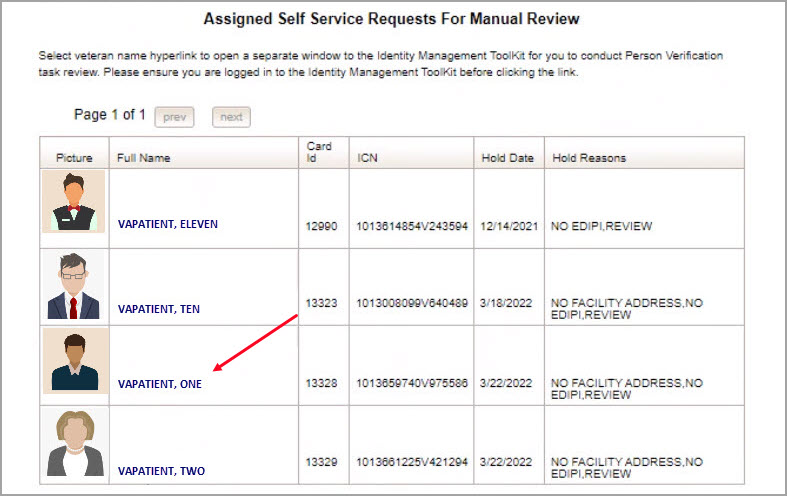 Assigned Self Service Requests For Manual Review
Select veteran name hyperlink to open a separate window to the Identity Management ToolKit for you to conduct Person Verification
task review. Please ensure you are logged in to the Identity Management ToolKit before clicking the link.
Page 1 of 1 prev next
Picture Full Name Card Id ICN Hold Date Hold Reasons
VAPATIENT, ELEVEN 12990 1013614854V243594 12/14/2021 NO EDIPI,REVIEW
VAPATIENT, TEN 13323 1013008099V640489 3/18/2022 NO FACILITY ADDRESS,NO
EDIPI,REVIEW
VAPATIENT, ONE 13328 1013659740V975586 3/22/2022 NO FACILITY ADDRESS,NO
EDIPI,REVIEW
VAPATIENT, TWO 13329 1013661225V421294 3/22/2022 NO FACILITY ADDRESS,NO
EDIPI,REVIEW